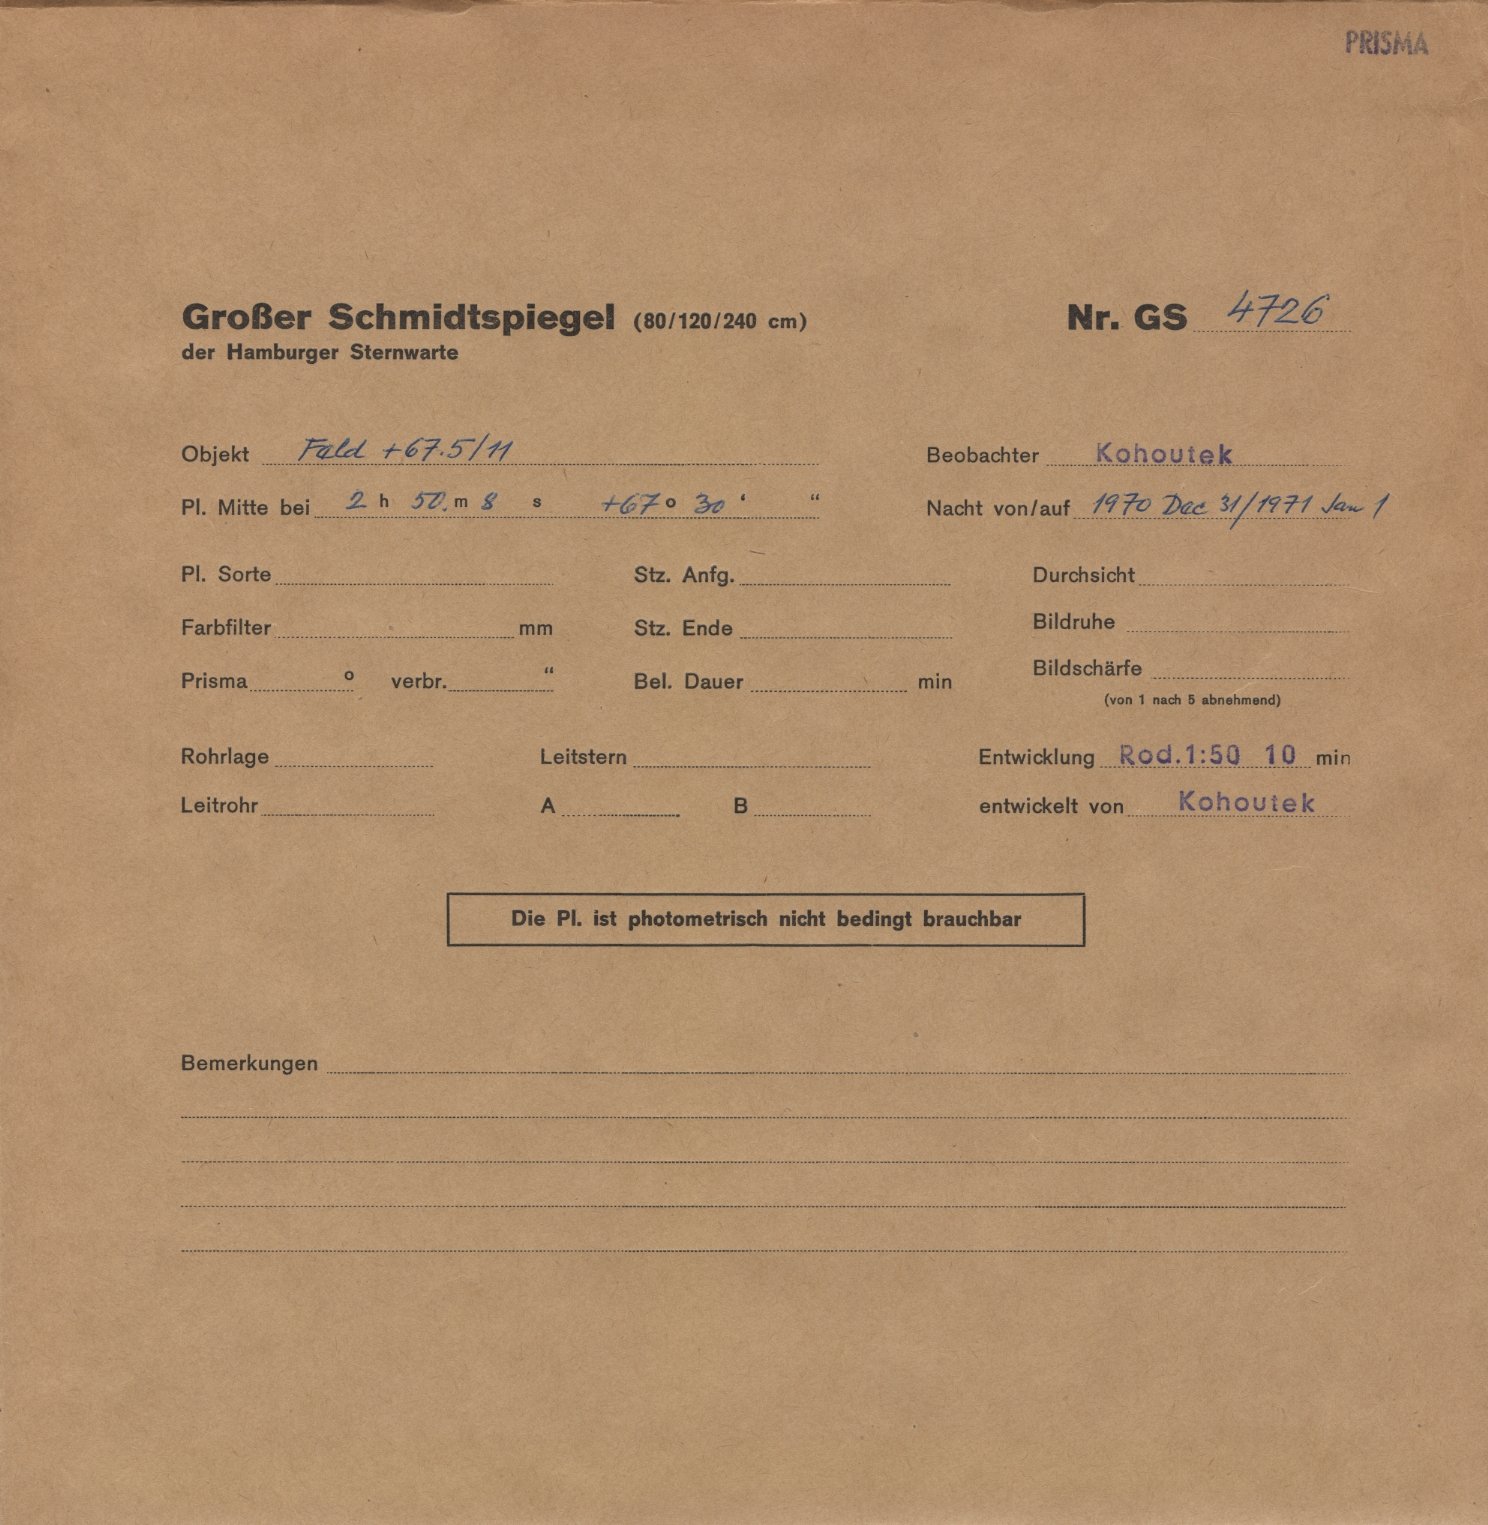 PRISMA
Großer Schmidtspiegel (80/120/240 cm) Nr. GS 4726
der Hamburger Sternwarte
Objekt Feld +67.5/11 Beobachter Kohoutek
Pl. Mitte bei 2 h 50. m 8 s +67 o 30 ‘ “ Nacht von/auf 1970 Dec 31/1971 Jan 1
Pl. Sorte Stz. Anfg. Durchsicht
Farbfilter mm Stz. Ende Bildruhe
Prisma o verbr. “ Bel. Dauer min Bildschärfe
(von 1 nach 5 abnehmend)
Rohrlage Leitstern Entwicklung Rod.1:50 10 min
Leitrohr A B entwickelt von Kohoutek
Die Pl. ist photometrisch nicht bedingt brauchbar
Bemerkungen